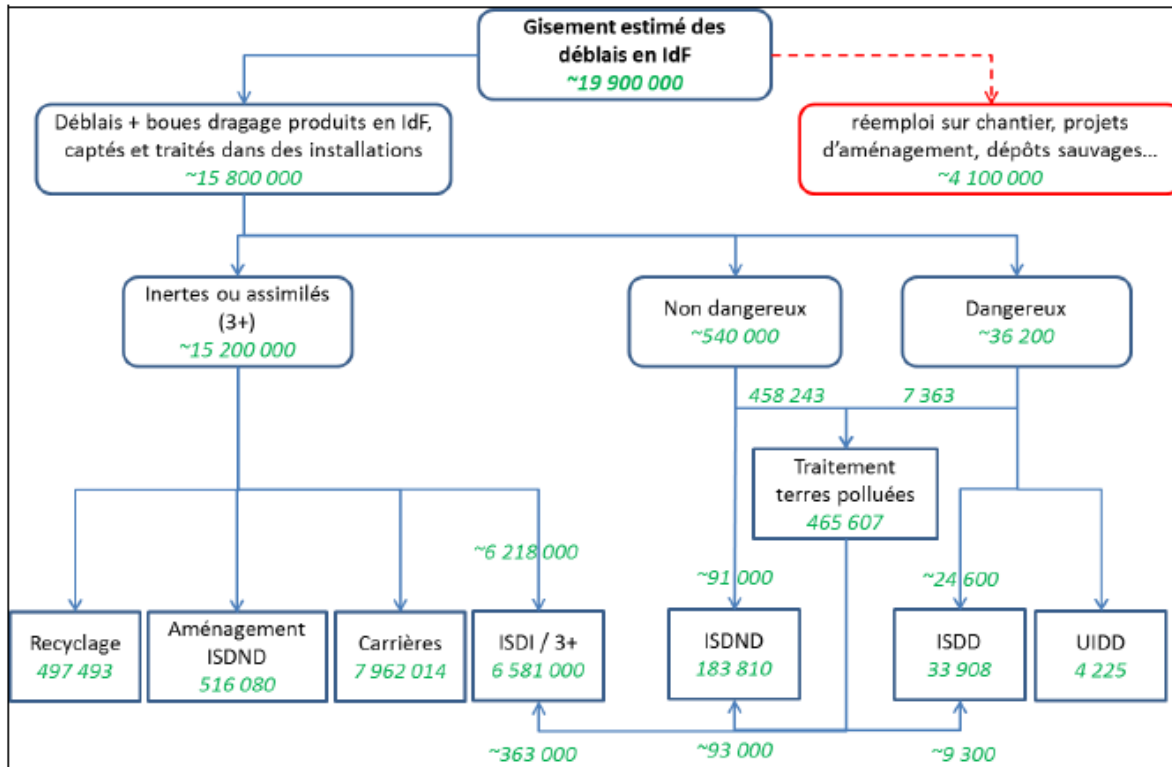 Gisement estimé des
déblais en IdF
~19 900 000
Déblais + boues dragage produits en IdF,
captés et traités dans des installations
~15 800 000
réemploi sur chantier, projets
d'aménagement, dépôts sauvages...
~4 100 000
Inertes ou assimilés
(3+)
~15 200 000
Non dangereux
~540 000
Dangereux
~36 200
458 243
7 363
Traitement
terres polluées
465 607
~6 218 000
~91 000
~24 600
Recyclage
497 493
Aménagement
ISDND
516 080
Carrières
7 962 014
ISDI / 3+
6 581 000
ISDND
183 810
ISDD
33 908
UIDD
4 225
~363 000
~93 000
~9 300